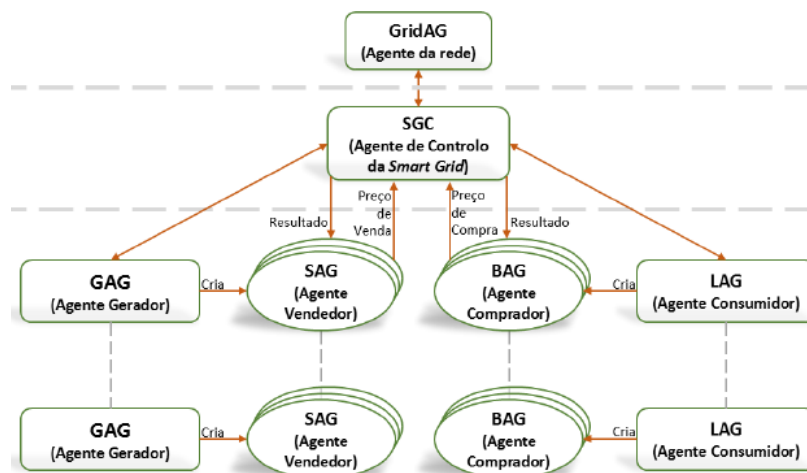 GridAG
(Agente da rede)
SGC
(Agente de Controlo
da Smart Grid)
Resultado
Preço
de
Venda
Preço
de
Compra
Resultado
GAG
(Agente Gerador)
Cria
SAG
(Agente
Vendedor)
BAG
(Agente
Comprador)
Cria
LAG
(Agente Consumidor)
GAG
(Agente Gerador)
Cria
SAG
(Agente
Vendedor)
BAG
(Agente
Comprador)
Cria
LAG
(Agente Consumidor)